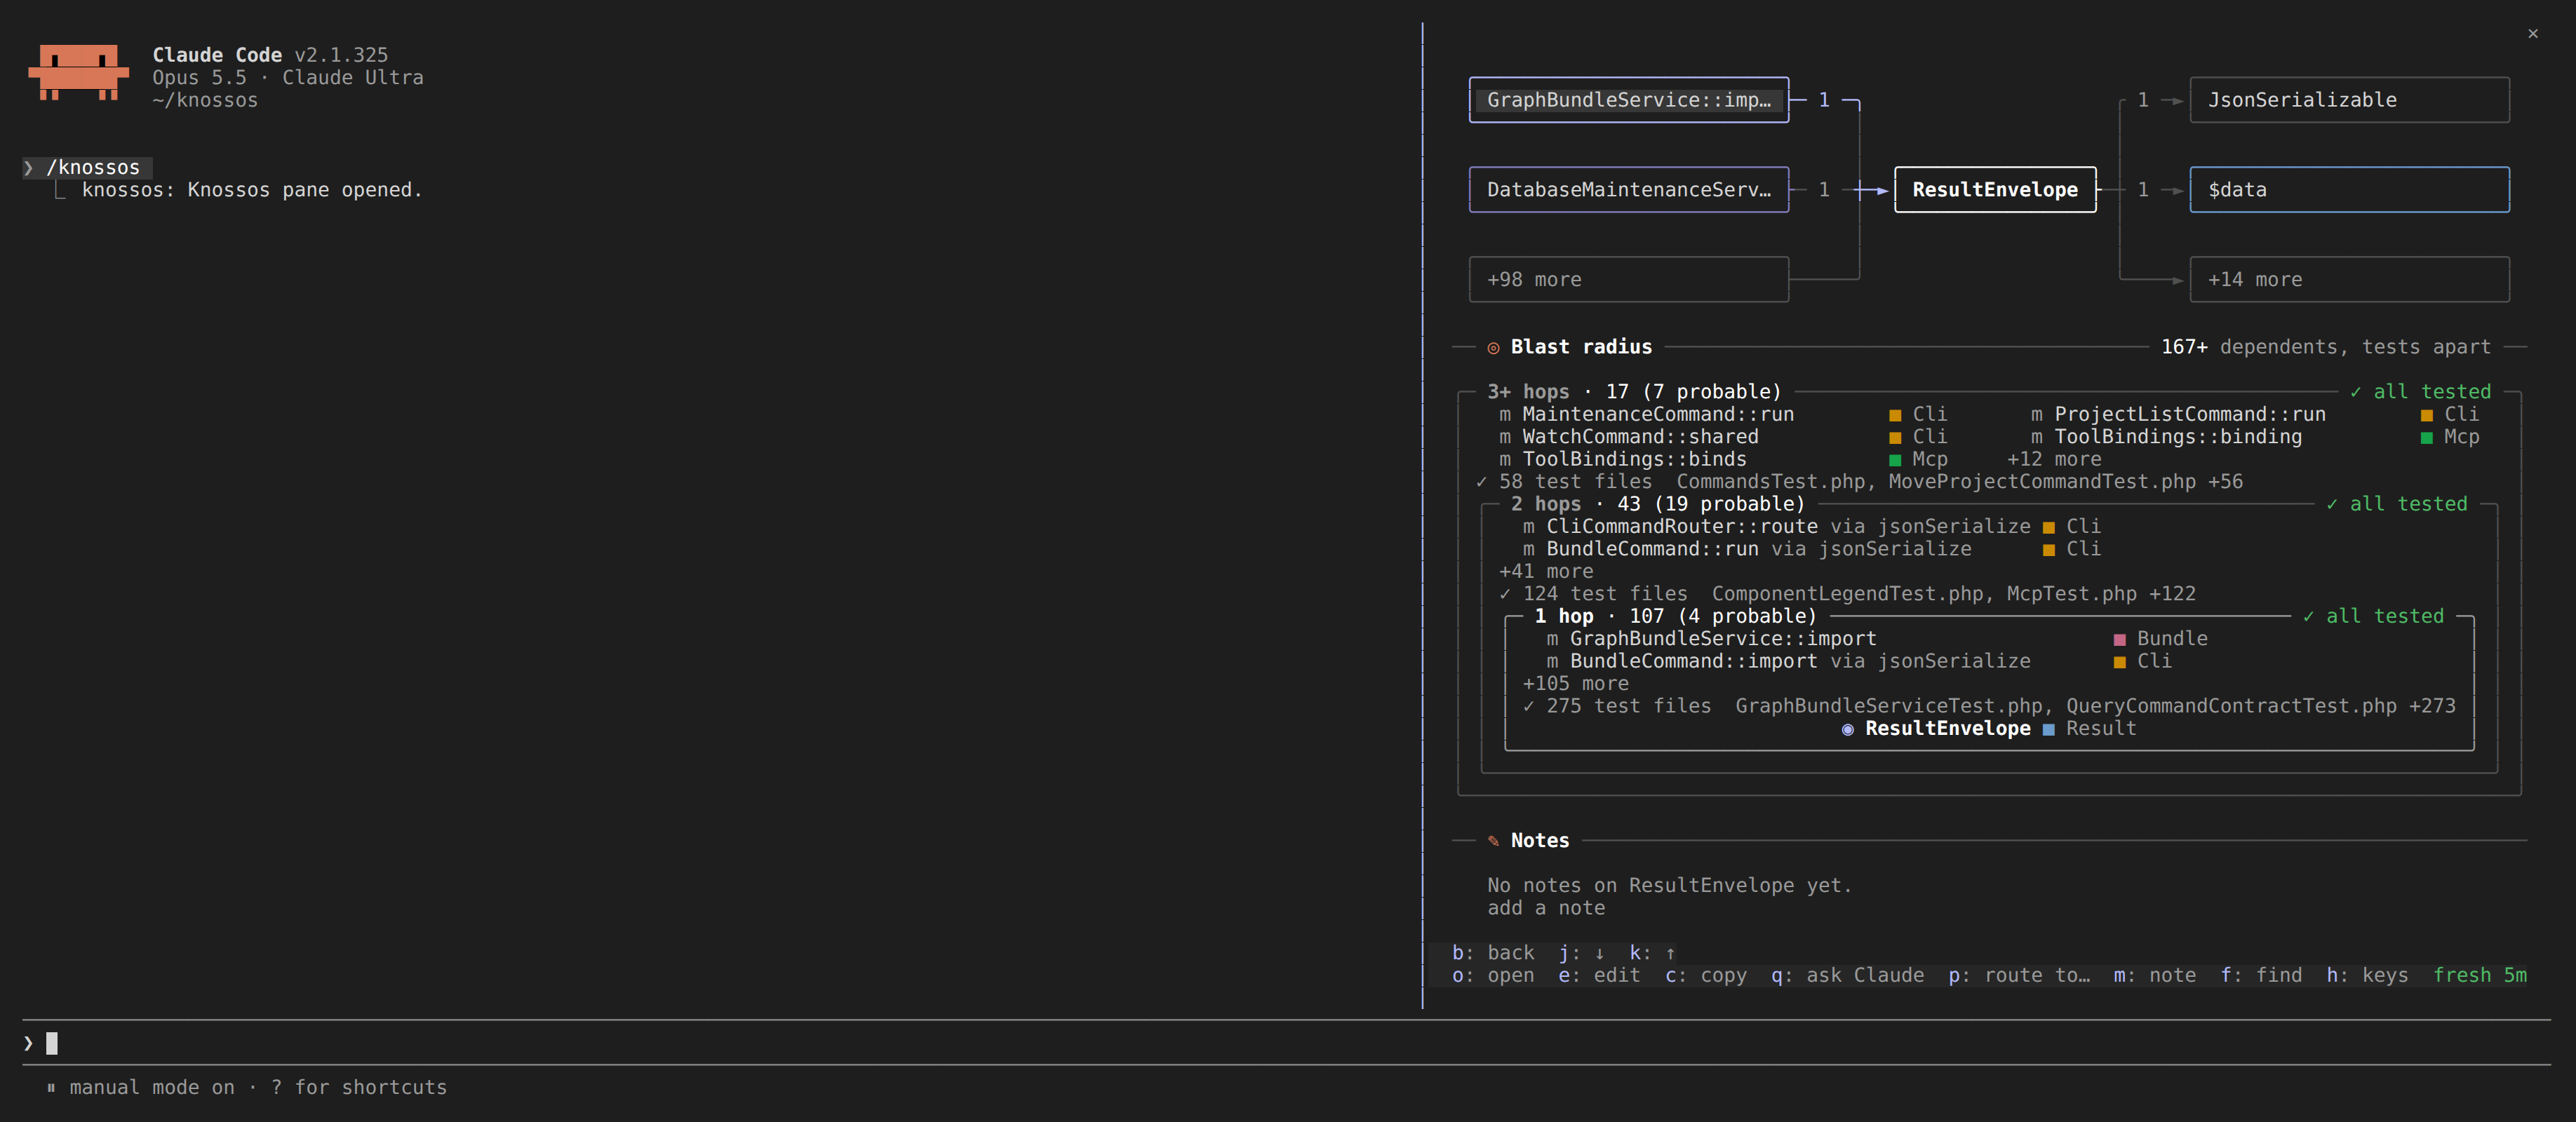 Claude Code v2.1.325
Opus 5.5 · Claude Ultra
~/knossos
❯ /knossos
⎿ knossos: Knossos pane opened.
×
GraphBundleService::imp… 1
1 JsonSerializable
DatabaseMaintenanceServ… 1
ResultEnvelope
1 $data
+98 more
+14 more
◎ Blast radius 167+ dependents, tests apart
3+ hops · 17 (7 probable) ✓ all tested
m MaintenanceCommand::run ■ Cli m ProjectListCommand::run ■ Cli
m WatchCommand::shared ■ Cli m ToolBindings::binding ■ Mcp
m ToolBindings::binds ■ Mcp +12 more
✓ 58 test files CommandsTest.php, MoveProjectCommandTest.php +56
2 hops · 43 (19 probable) ✓ all tested
m CliCommandRouter::route via jsonSerialize ■ Cli
m BundleCommand::run via jsonSerialize ■ Cli
+41 more
✓ 124 test files ComponentLegendTest.php, McpTest.php +122
1 hop · 107 (4 probable) ✓ all tested
m GraphBundleService::import ■ Bundle
m BundleCommand::import via jsonSerialize ■ Cli
+105 more
✓ 275 test files GraphBundleServiceTest.php, QueryCommandContractTest.php +273
◉ ResultEnvelope ■ Result
✎ Notes
No notes on ResultEnvelope yet.
add a note
b: back j: ↓ k: ↑
o: open e: edit c: copy q: ask Claude p: route to… m: note f: find h: keys fresh 5m
❯
⏸ manual mode on · ? for shortcuts